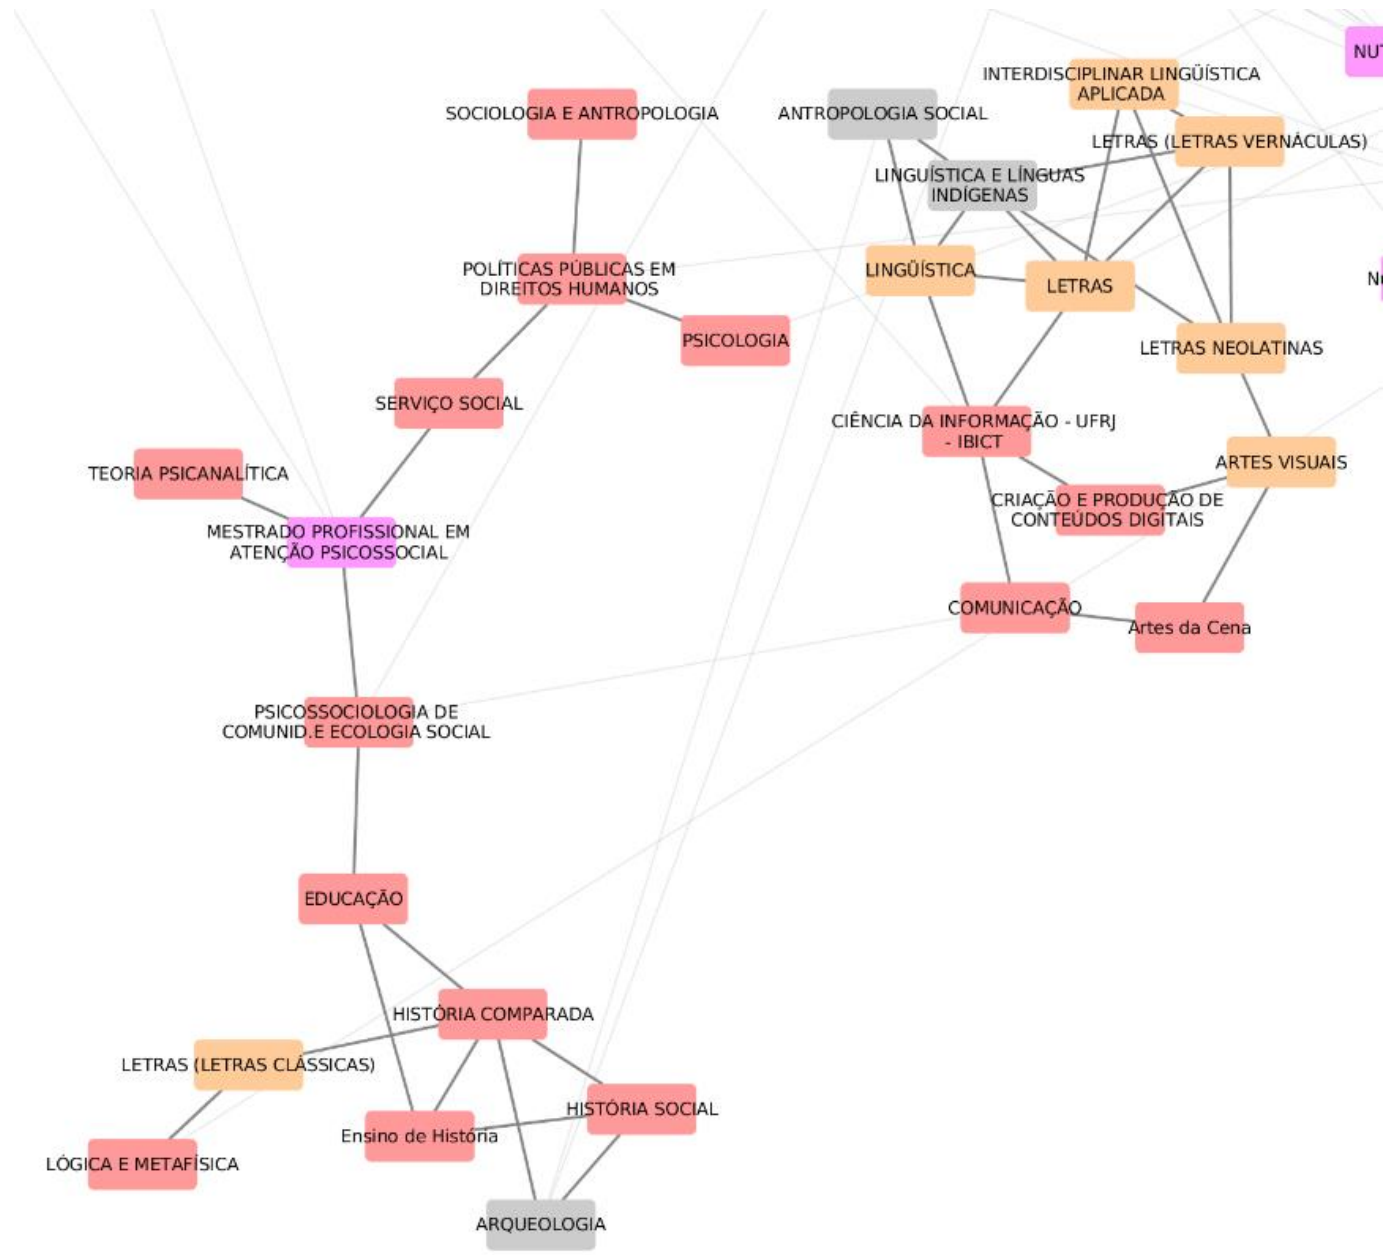 NUT
INTERDISCIPLINAR LINGÜÍSTICA
APLICADA
SOCIOLOGIA E ANTROPOLOGIA
ANTROPOLOGIA SOCIAL
LETRAS (LETRAS VERNÁCULAS)
LINGUÍSTICA E LÍNGUAS
INDÍGENAS
POLÍTICAS PÚBLICAS EM
DIREITOS HUMANOS
LINGÜÍSTICA
LETRAS
PSICOLOGIA
LETRAS NEOLATINAS
SERVIÇO SOCIAL
CIÊNCIA DA INFORMAÇÃO - UFRJ
- IBICT
TEORIA PSICANALÍTICA
ARTES VISUAIS
CRIAÇÃO E PRODUÇÃO DE
CONTEÚDOS DIGITAIS
MESTRADO PROFISSIONAL EM
ATENÇÃO PSICOSSOCIAL
COMUNICAÇÃO
Artes da Cena
PSICOSSOCIOLOGIA DE
COMUNID.E ECOLOGIA SOCIAL
EDUCAÇÃO
HISTÓRIA COMPARADA
LETRAS (LETRAS CLÁSSICAS)
HISTÓRIA SOCIAL
Ensino de História
LÓGICA E METAFÍSICA
ARQUEOLOGIA